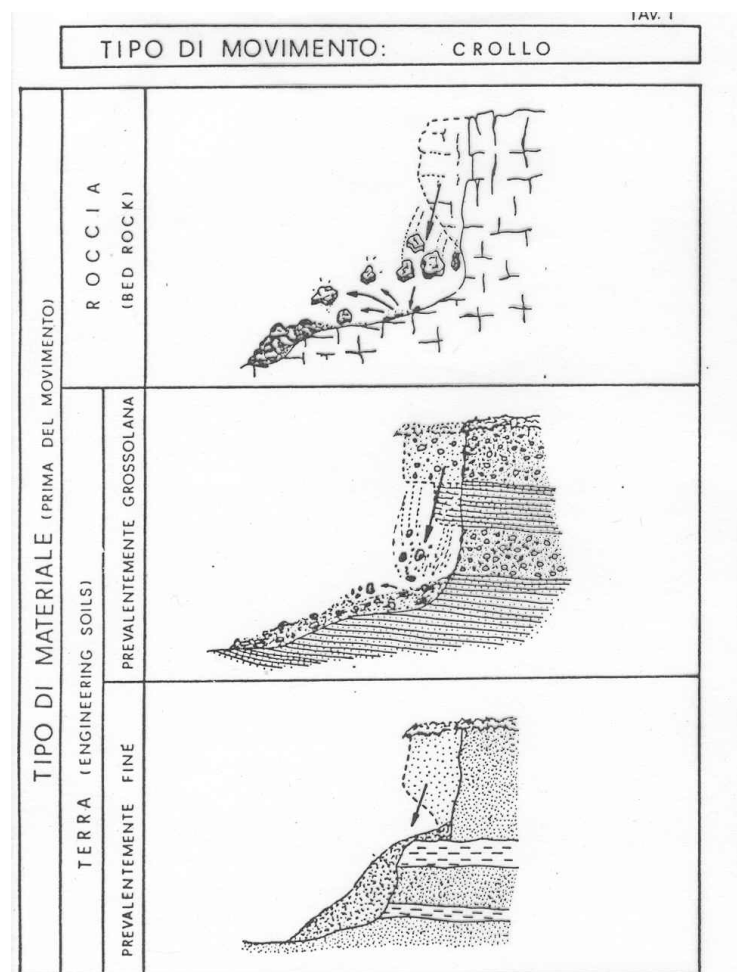 TAV. 1
TIPO DI MOVIMENTO: CROLLO
TIPO DI MATERIALE (PRIMA DEL MOVIMENTO)
ROCCIA
(BED ROCK)
TERRA (ENGINEERING SOILS)
PREVALENTEMENTE GROSSOLANA
PREVALENTEMENTE FINE